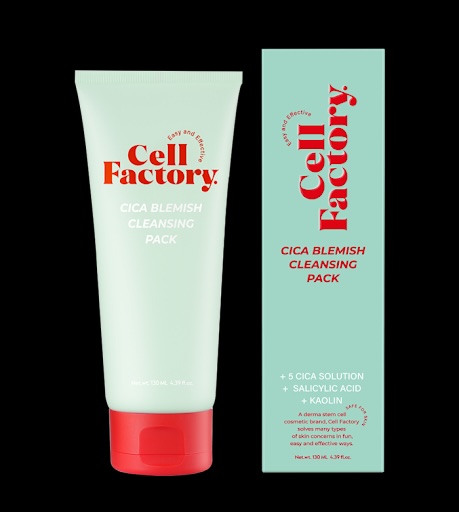 Easy and Effective
Cell
Factory.
CICA BLEMISH
CLEANSING
PACK
Net wt. 130 ml, 4.39 fl.oz.
Easy and Effective
Cell
Factory.
CICA BLEMISH
CLEANSING
PACK
+ 5 CICA SOLUTION
+ SALICYLIC ACID
+ KAOLIN
A derma stem cell
cosmetic brand, Cell Factory
solves many types
of skin concerns in fun,
easy and effective ways.
Net wt. 130 ml, 4.39 fl.oz.